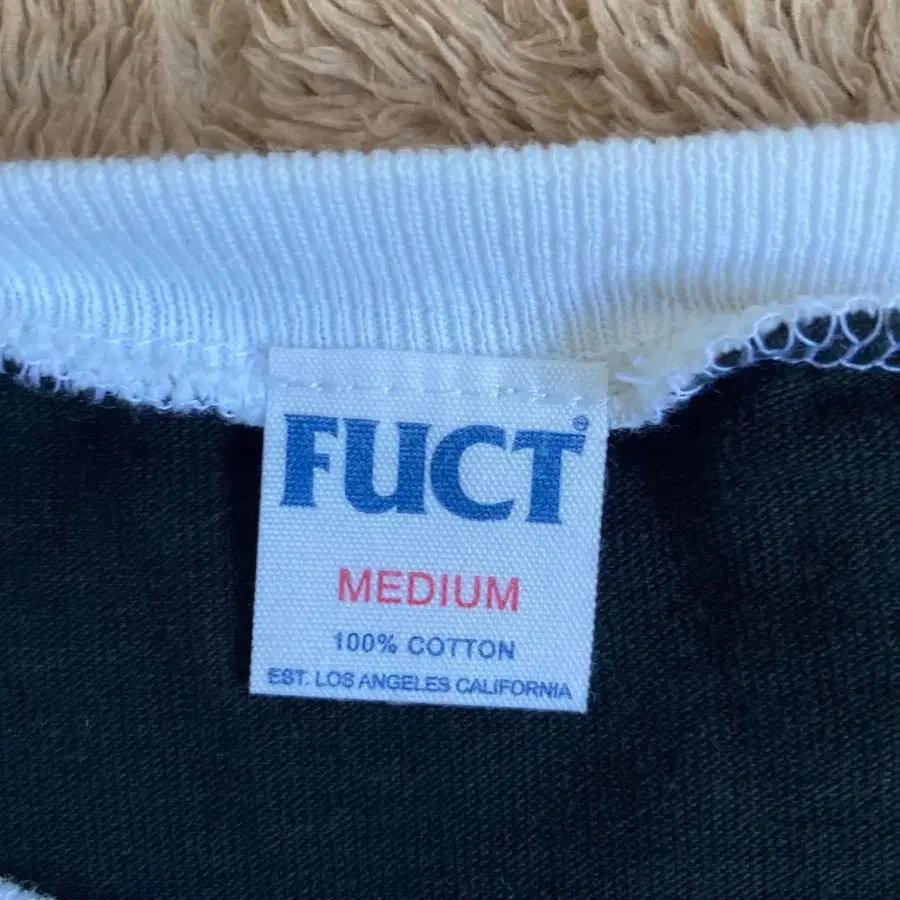 FUCT®
MEDIUM
100% COTTON
EST. LOS ANGELES CALIFORNIA